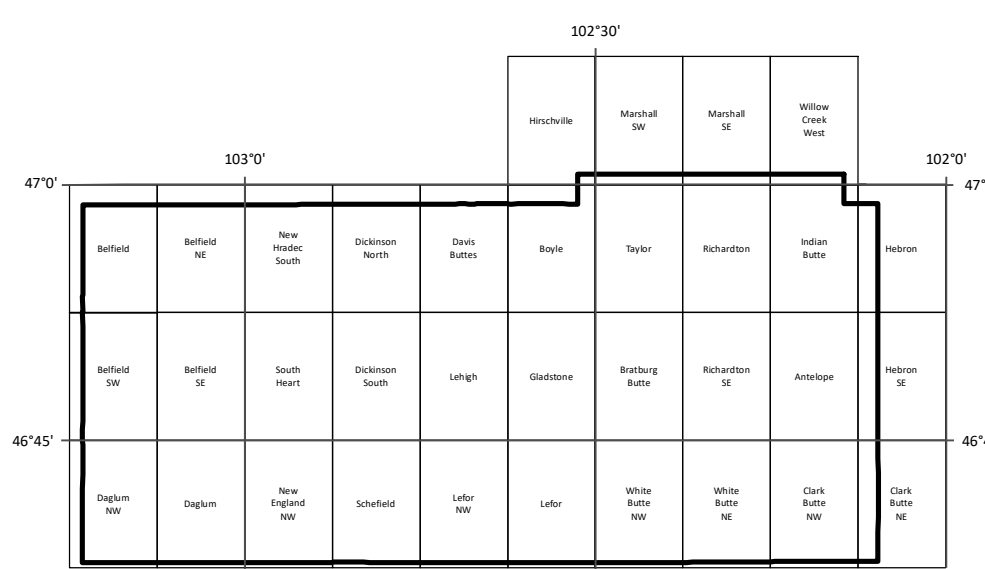 102°30'
Hirschville
Marshall
SW
Marshall
SE
Willow
Creek
West
103°0'
102°0'
47°0'
47°
Belfield
Belfield
NE
New
Hradec
South
Dickinson
North
Davis
Buttes
Boyle
Taylor
Richardton
Indian
Butte
Hebron
Belfield
SW
Belfield
SE
South
Heart
Dickinson
South
Lehigh
Gladstone
Bratburg
Butte
Richardton
SE
Antelope
Hebron
SE
46°45'
46°4
Daglum
NW
Daglum
New
England
NW
Schefield
Lefor
NW
Lefor
White
Butte
NW
White
Butte
NE
Clark
Butte
NW
Clark
Butte
NE